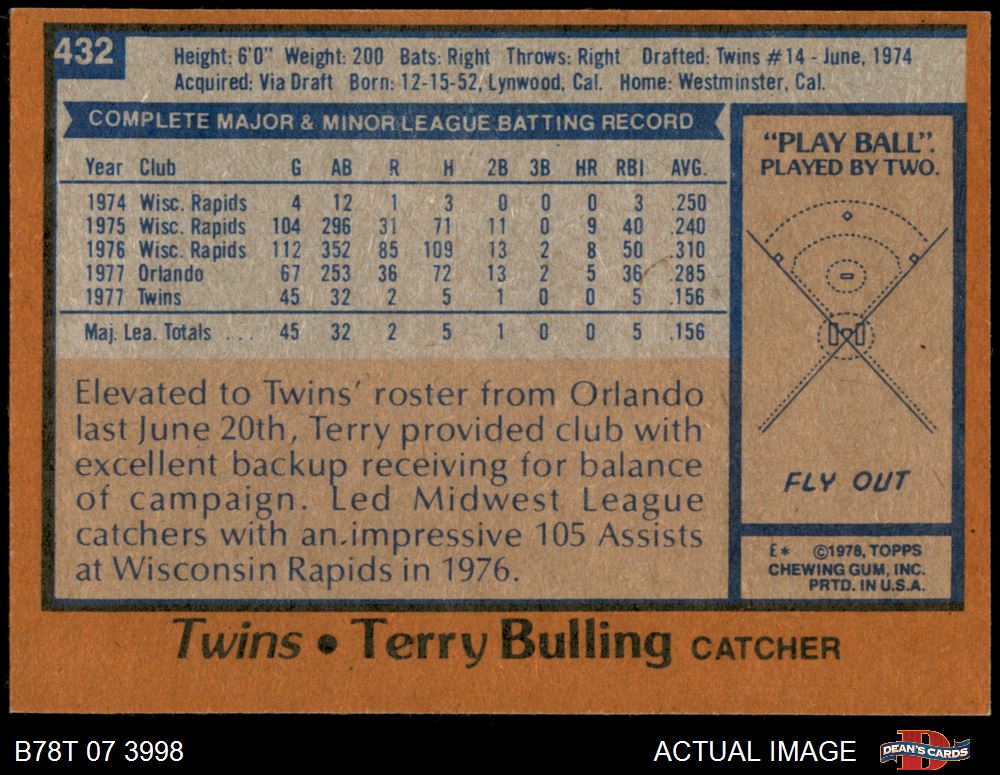 432
Height: 6'0" Weight: 200 Bats: Right Throws: Right Drafted: Twins #14 - June, 1974
Acquired: Via Draft Born: 12-15-52, Lynwood, Cal. Home: Westminster, Cal.
COMPLETE MAJOR & MINOR LEAGUE BATTING RECORD
Year Club G AB R H 2B 3B HR RBI AVG.
1974 Wisc. Rapids 4 12 1 3 0 0 0 3 .250
1975 Wisc. Rapids 104 296 31 71 11 0 9 40 .240
1976 Wisc. Rapids 112 352 85 109 13 2 8 50 .310
1977 Orlando 67 253 36 72 13 2 5 36 .285
1977 Twins 45 32 2 5 1 0 0 5 .156
Maj. Lea. Totals ... 45 32 2 5 1 0 0 5 .156
Elevated to Twins' roster from Orlando
last June 20th, Terry provided club with
excellent backup receiving for balance
of campaign. Led Midwest League
catchers with an impressive 105 Assists
at Wisconsin Rapids in 1976.
"PLAY BALL".
PLAYED BY TWO.
FLY OUT
E* ©1978, TOPPS
CHEWING GUM, INC.
PRTD. IN U.S.A.
Twins • Terry Bulling CATCHER
B78T 07 3998
ACTUAL IMAGE
D
DEAN'S CARDS